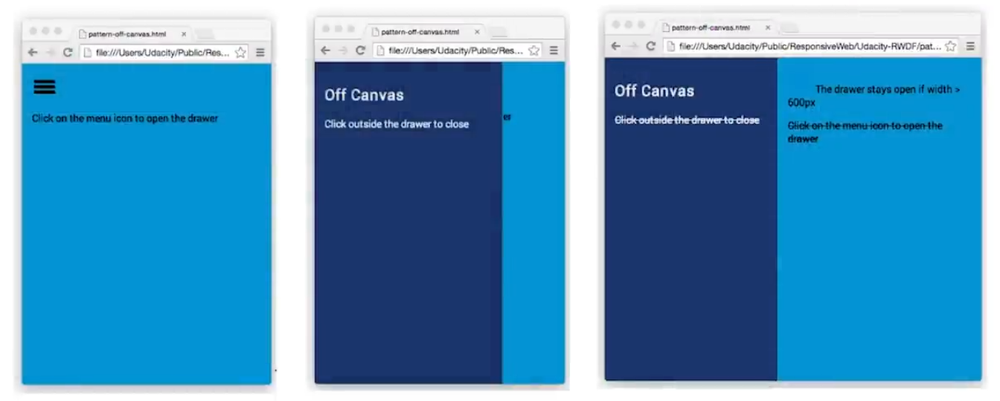 pattern-off-canvas.html
file:///Users/Udacity/Public/Res...
Click on the menu icon to open the drawer
pattern-off-canvas.html
file:///Users/Udacity/Public/Res...
Off Canvas
Click outside the drawer to close
er
pattern-off-canvas.html
file:///Users/Udacity/Public/ResponsiveWeb/Udacity-RWDF/pat...
Off Canvas
Click outside the drawer to close
The drawer stays open if width >
600px
Click on the menu icon to open the
drawer